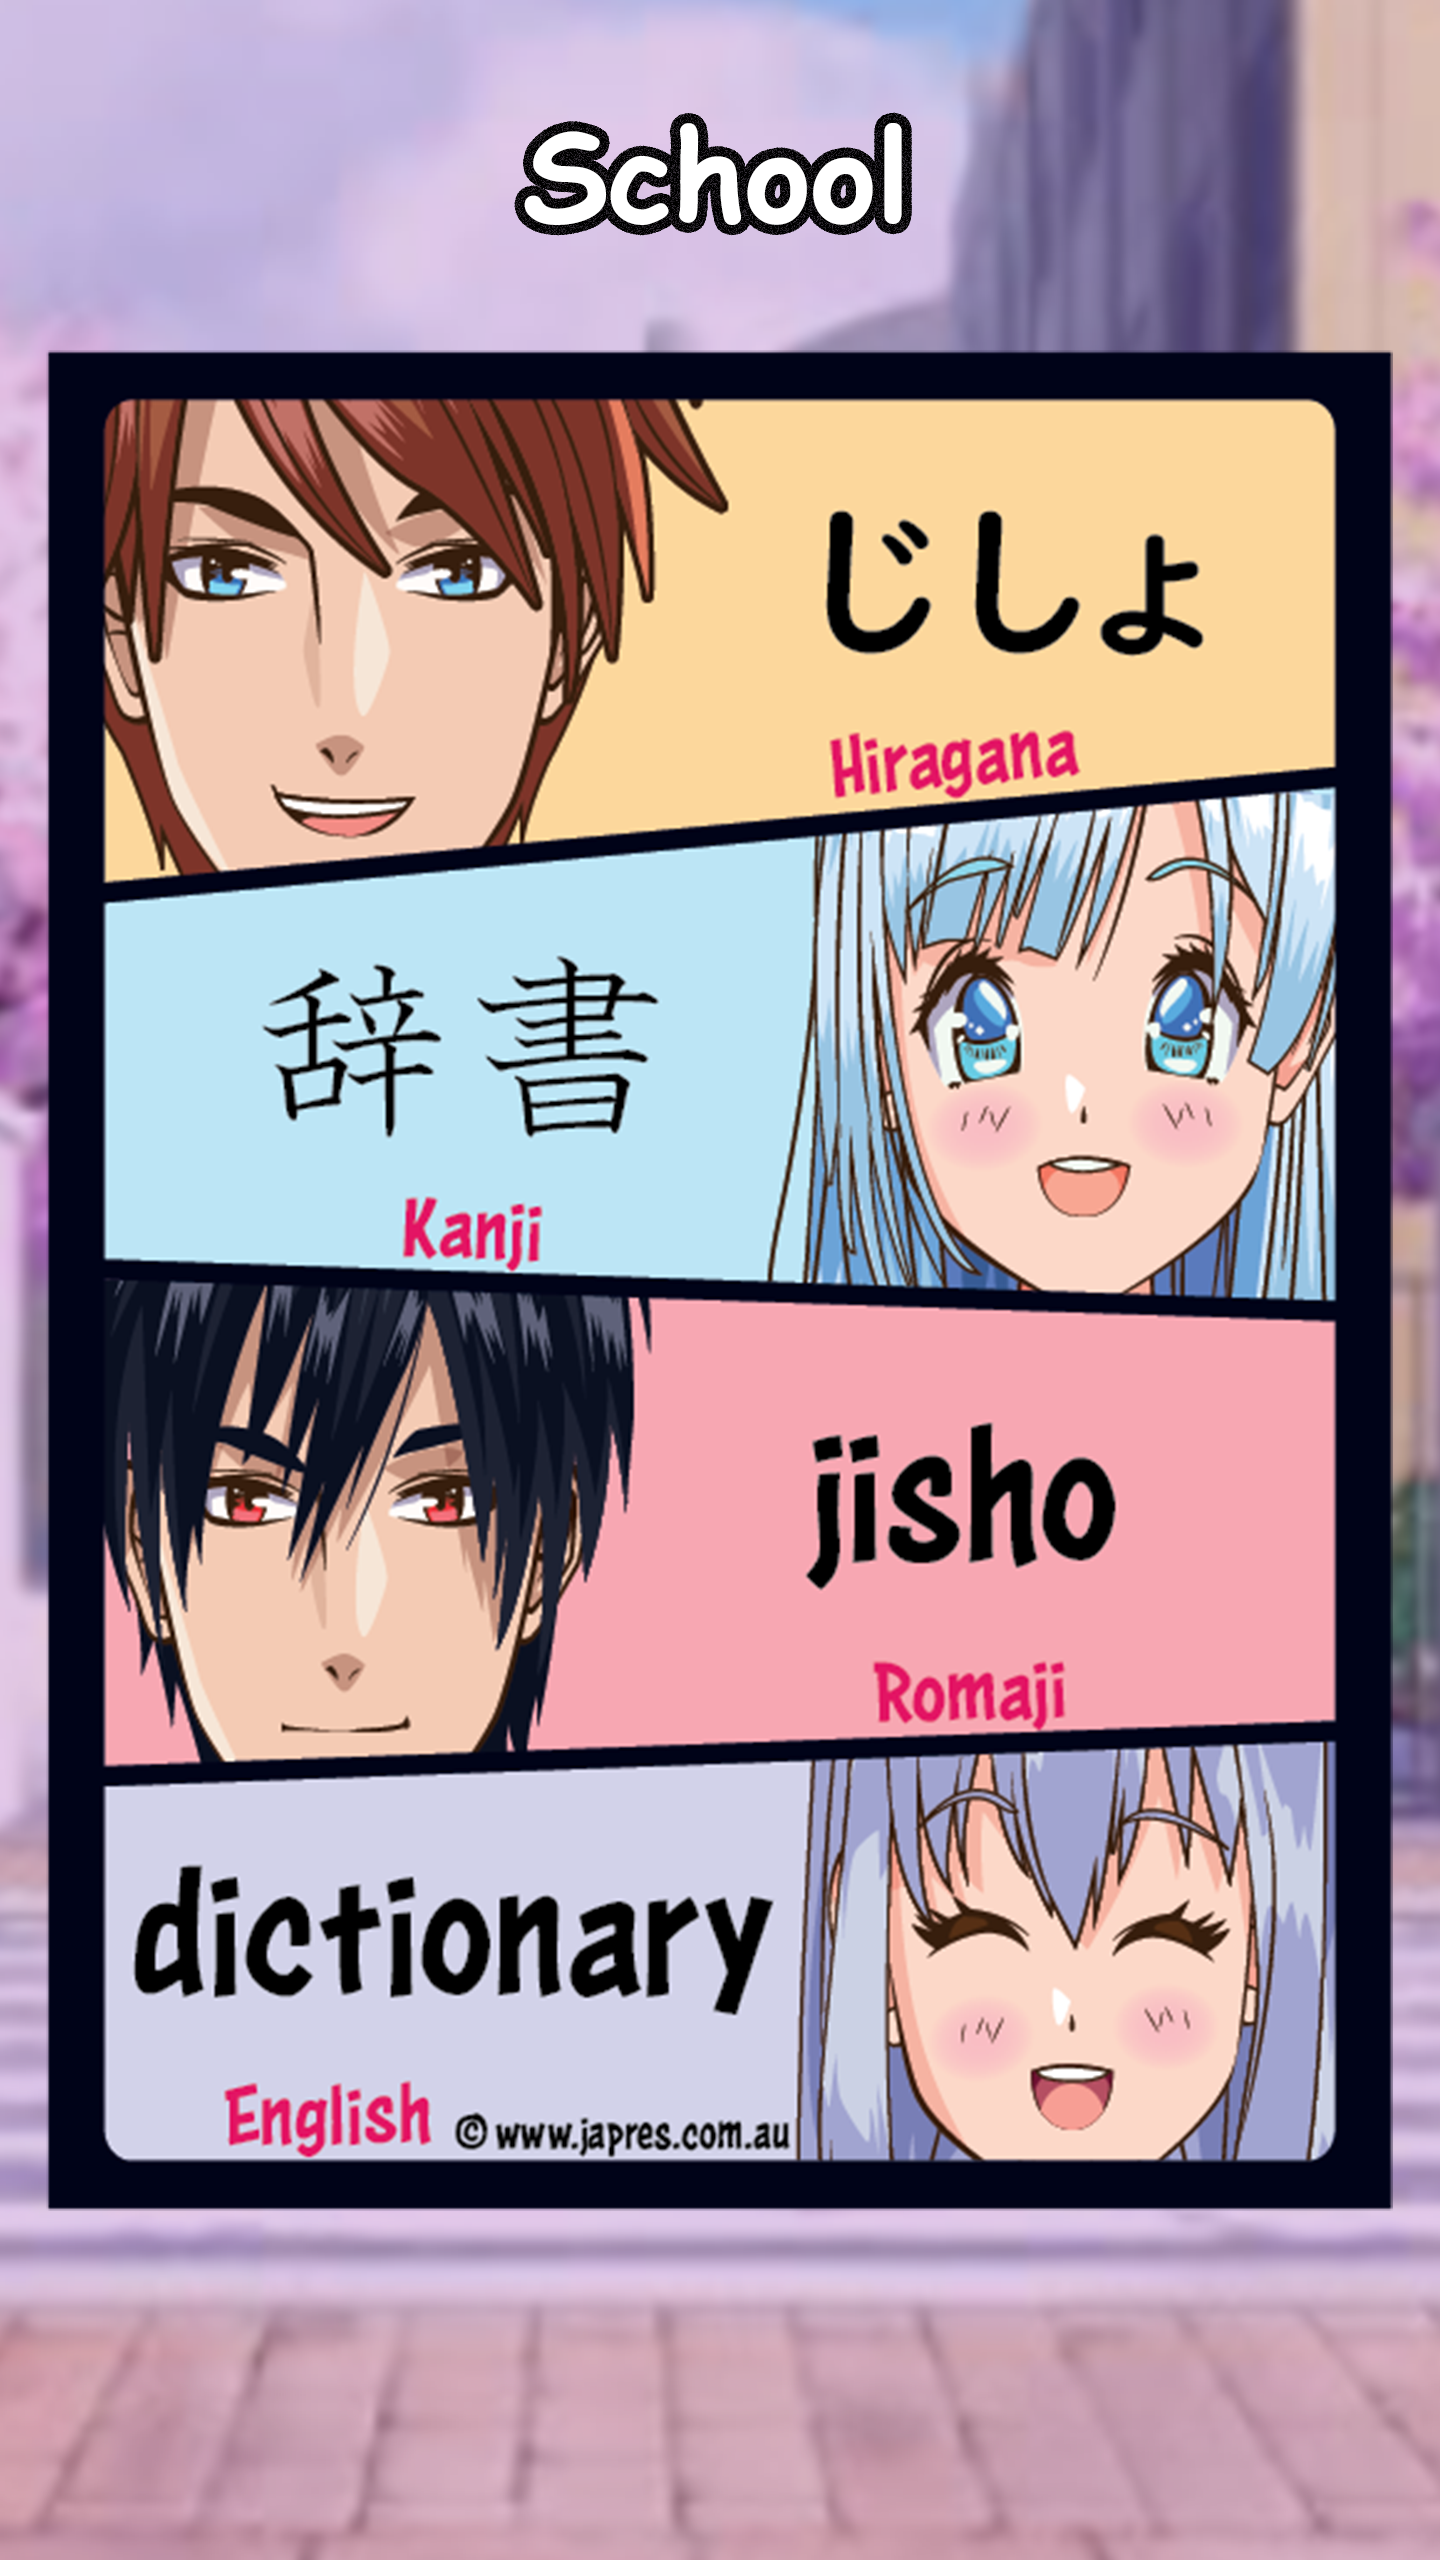 School
じしょ
Hiragana
辞書
Kanji
jisho
Romaji
dictionary
English
© www.japres.com.au